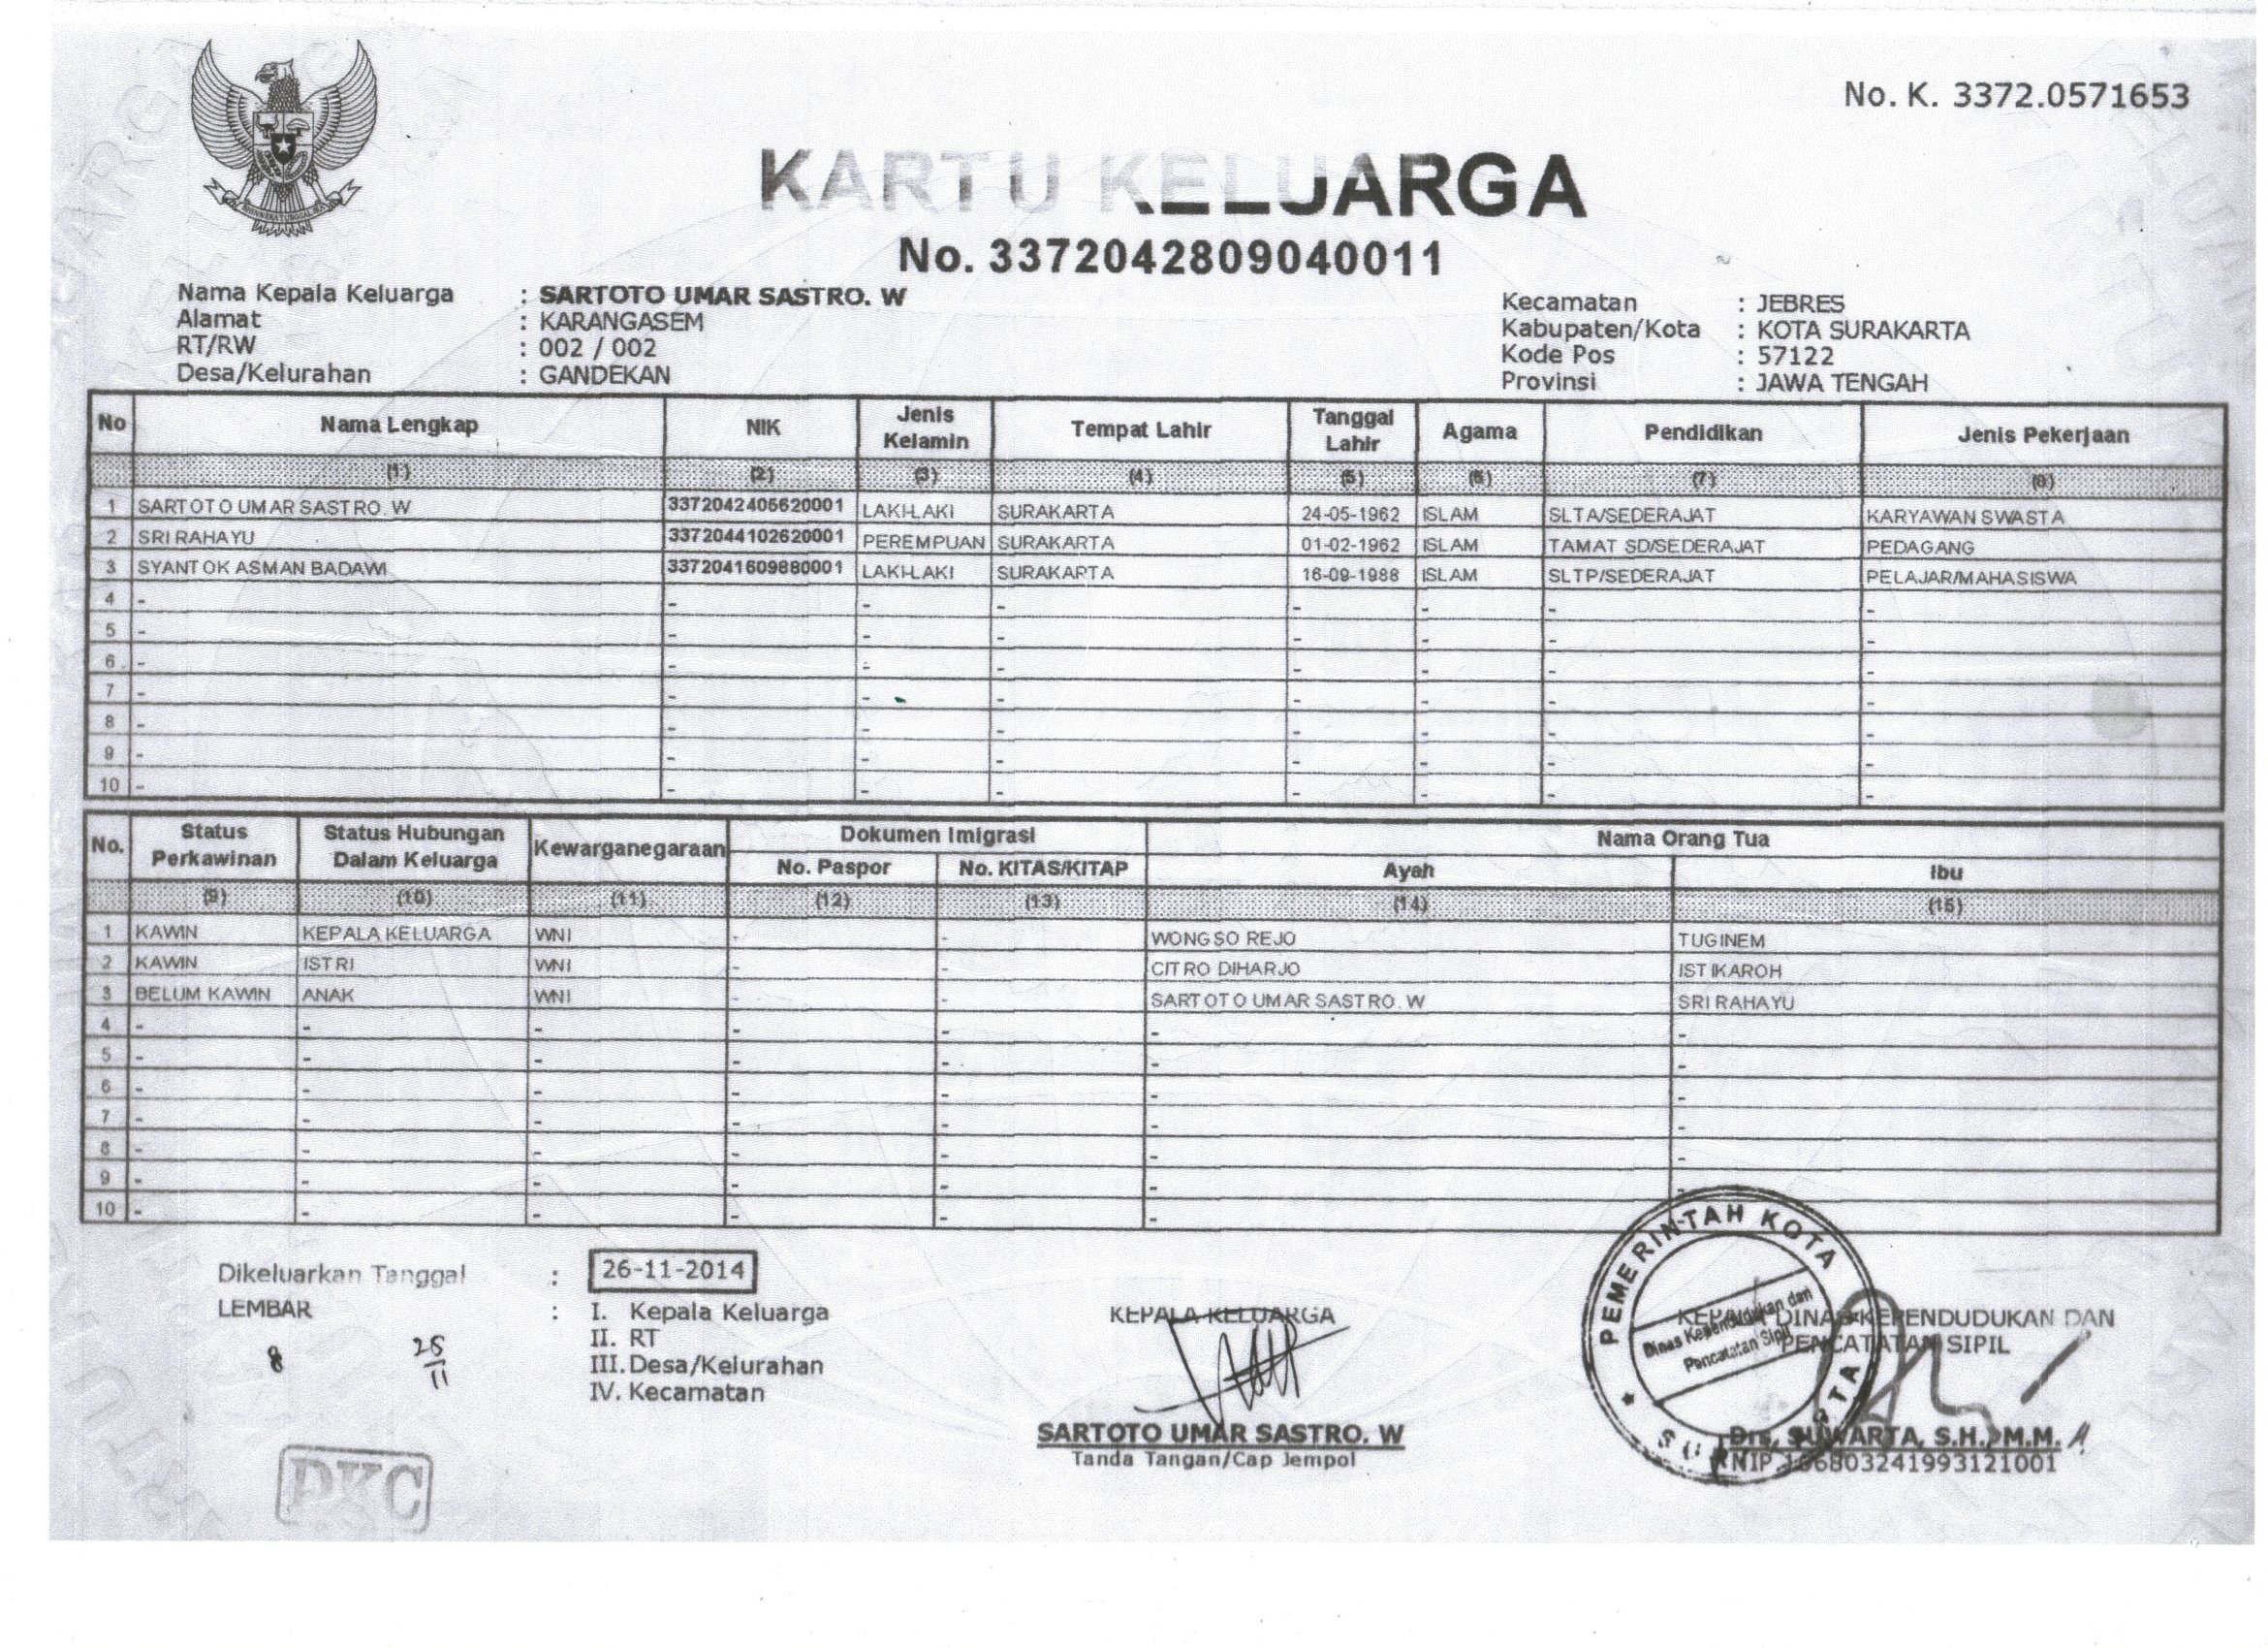 No. K. 3372.0571653
KARTU KELUARGA
No. 3372042809040011
Nama Kepala Keluarga : SARTOTO UMAR SASTRO. W
Alamat : KARANGASEM
RT/RW : 002 / 002
Desa/Kelurahan : GANDEKAN
Kecamatan : JEBRES
Kabupaten/Kota : KOTA SURAKARTA
Kode Pos : 57122
Provinsi : JAWA TENGAH
No Nama Lengkap NIK Jenis Kelamin Tempat Lahir Tanggal Lahir Agama Pendidikan Jenis Pekerjaan
(1) (2) (3) (4) (5) (6) (7) (8)
1 SARTOTO UMAR SASTRO. W 3372042405620001 LAKI-LAKI SURAKARTA 24-05-1962 ISLAM SLTA/SEDERAJAT KARYAWAN SWASTA
2 SRI RAHAYU 3372044102620001 PEREMPUAN SURAKARTA 01-02-1962 ISLAM TAMAT SD/SEDERAJAT PEDAGANG
3 SYANTOK ASMAN BADAWI 3372041609880001 LAKI-LAKI SURAKARTA 16-09-1988 ISLAM SLTP/SEDERAJAT PELAJAR/MAHASISWA
4 - - - - - - - -
5 - - - - - - - -
6 - - - - - - - -
7 - - - - - - - -
8 - - - - - - - -
9 - - - - - - - -
10 - - - - - - - -
No. Status Perkawinan Status Hubungan Dalam Keluarga Kewarganegaraan Dokumen Imigrasi Nama Orang Tua
No. Paspor No. KITAS/KITAP Ayah Ibu
(9) (10) (11) (12) (13) (14) (15)
1 KAWIN KEPALA KELUARGA WNI - - WONGSO REJO TUGINEM
2 KAWIN ISTRI WNI - - CITRO DIHARJO ISTIKAROH
3 BELUM KAWIN ANAK WNI - - SARTOTO UMAR SASTRO. W SRI RAHAYU
4 - - - - - - -
5 - - - - - - -
6 - - - - - - -
7 - - - - - - -
8 - - - - - - -
9 - - - - - - -
10 - - - - - -
Dikeluarkan Tanggal : 26-11-2014
LEMBAR : I. Kepala Keluarga
II. RT
III. Desa/Kelurahan
IV. Kecamatan
8
PKC
KEPALA KELUARGA
SARTOTO UMAR SASTRO. W
Tanda Tangan/Cap Jempol
PEMERINTAH KOTA
Dinas Kependudukan dan
Pencatatan Sipil
KEPALA DINAS KEPENDUDUKAN DAN
PENCATATAN SIPIL
Drs. SUWARTA, S.H., M.M.
NIP 196803241993121001